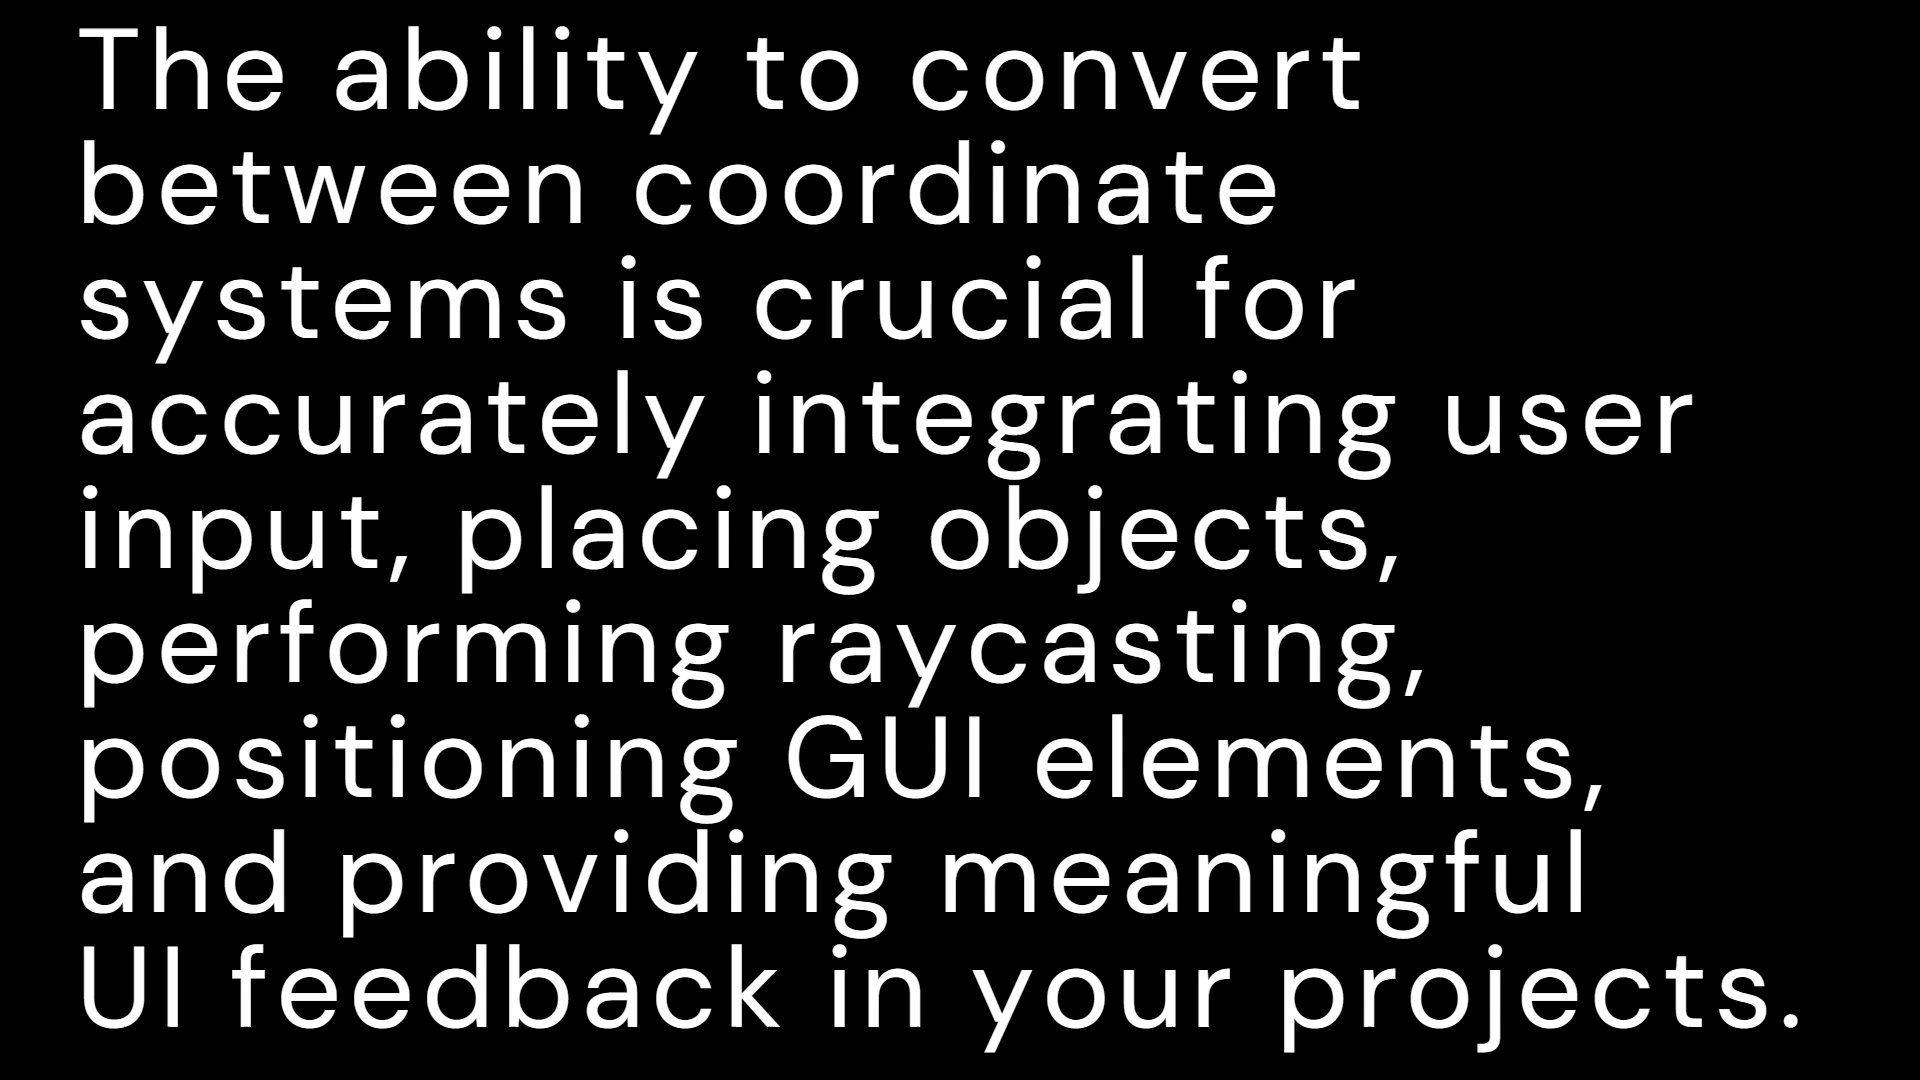 The ability to convert
between coordinate
systems is crucial for
accurately integrating user
input, placing objects,
performing raycasting,
positioning GUI elements,
and providing meaningful
UI feedback in your projects.